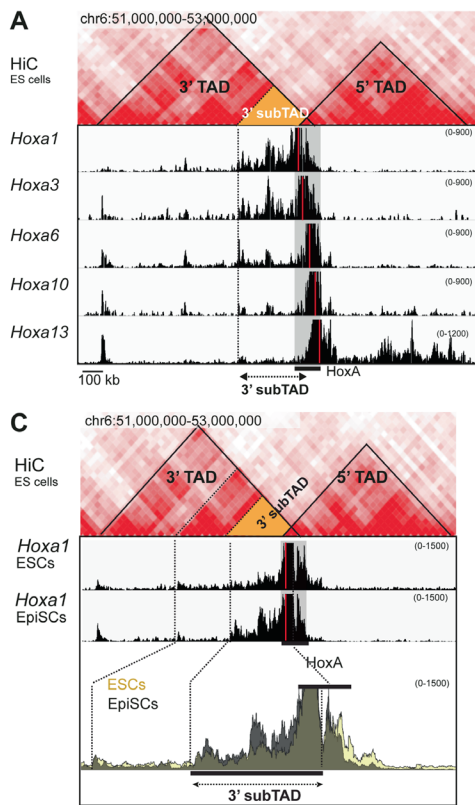 A
chr6:51,000,000-53,000,000
HiC
ES cells
3' TAD
5' TAD
3' subTAD
Hoxa1
(0-900)
Hoxa3
(0-900)
Hoxa6
(0-900)
Hoxa10
(0-900)
Hoxa13
(0-1200)
100 kb
HoxA
3' subTAD
C
chr6:51,000,000-53,000,000
HiC
ES cells
3' TAD
3' subTAD
5' TAD
Hoxa1
ESCs
(0-1500)
Hoxa1
EpiSCs
(0-1500)
HoxA
ESCs
EpiSCs
(0-1500)
3' subTAD